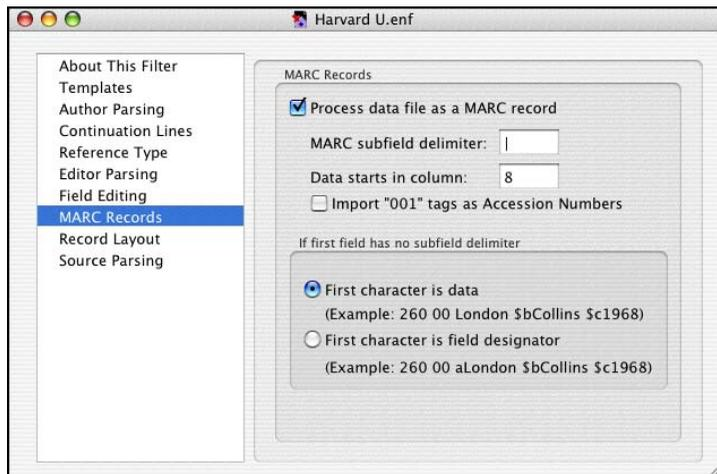 Harvard U.enf
About This Filter
Templates
Author Parsing
Continuation Lines
Reference Type
Editor Parsing
Field Editing
MARC Records
Record Layout
Source Parsing
MARC Records
Process data file as a MARC record
MARC subfield delimiter: |
Data starts in column: 8
Import "001" tags as Accession Numbers
If first field has no subfield delimiter
First character is data
(Example: 260 00 London $bCollins $c1968)
First character is field designator
(Example: 260 00 aLondon $bCollins $c1968)